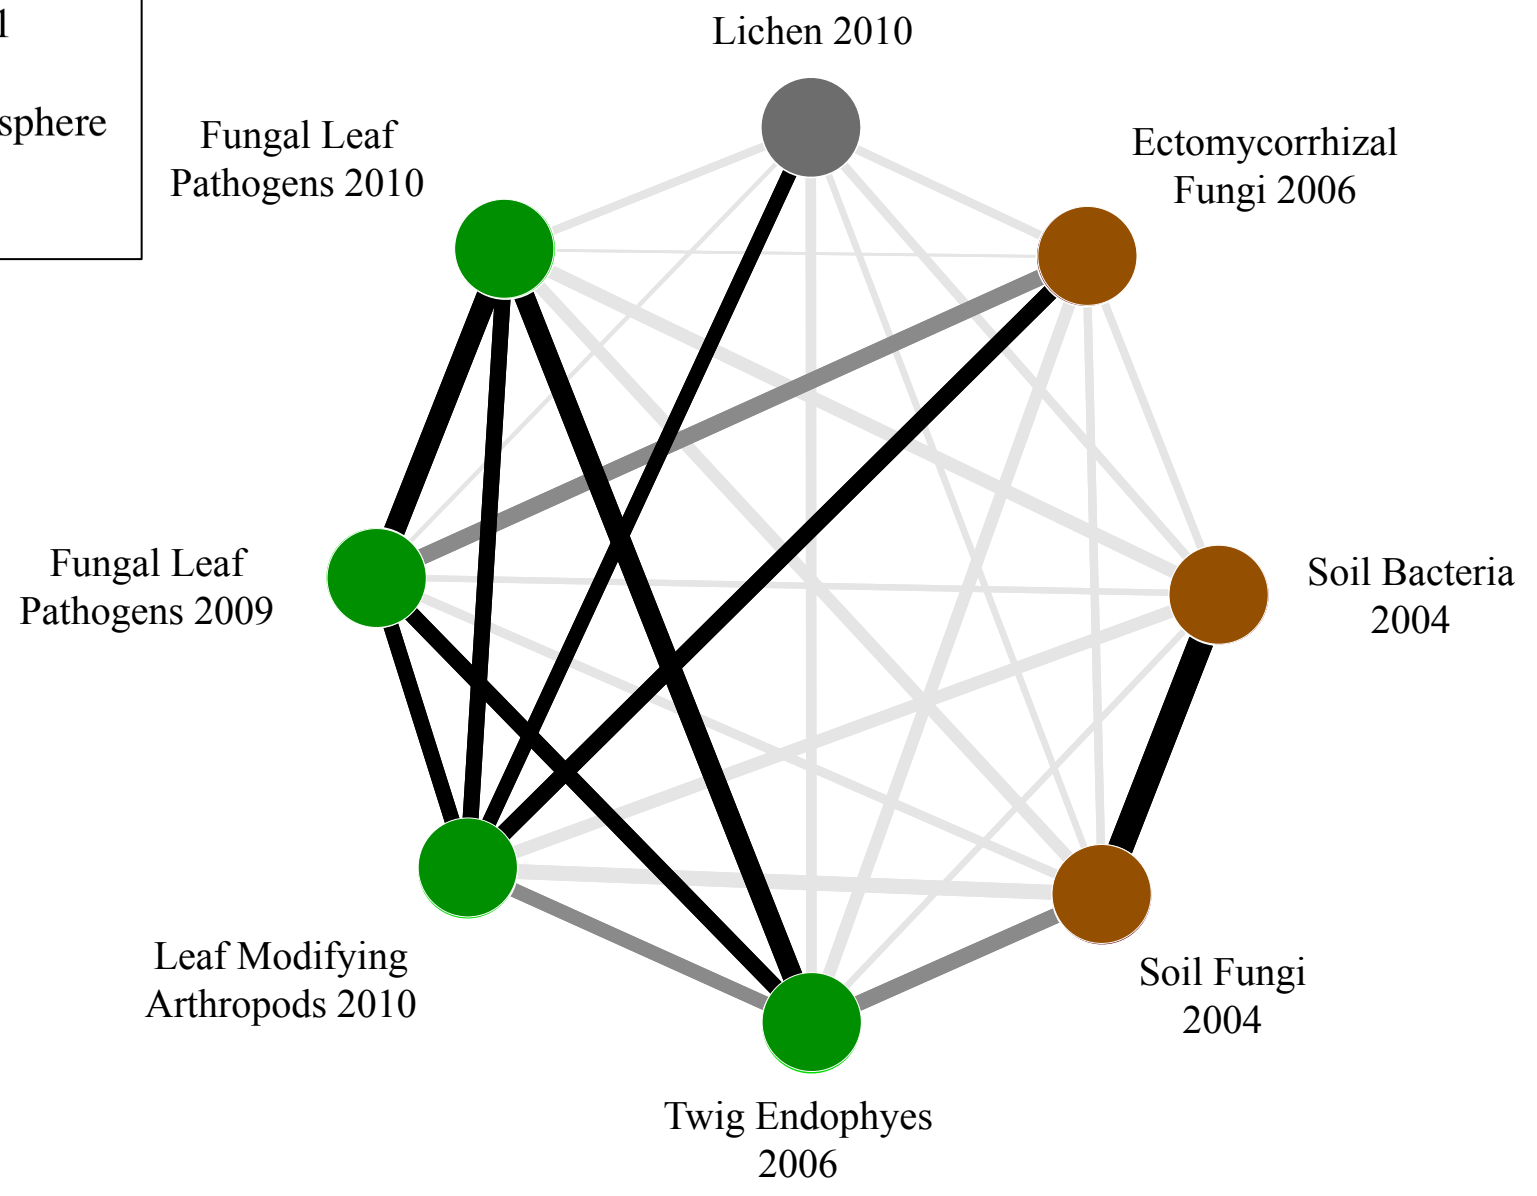 1
sphere
Lichen 2010
Fungal Leaf
Pathogens 2010
Ectomycorrhizal
Fungi 2006
Fungal Leaf
Pathogens 2009
Soil Bacteria
2004
Leaf Modifying
Arthropods 2010
Soil Fungi
2004
Twig Endophyes
2006